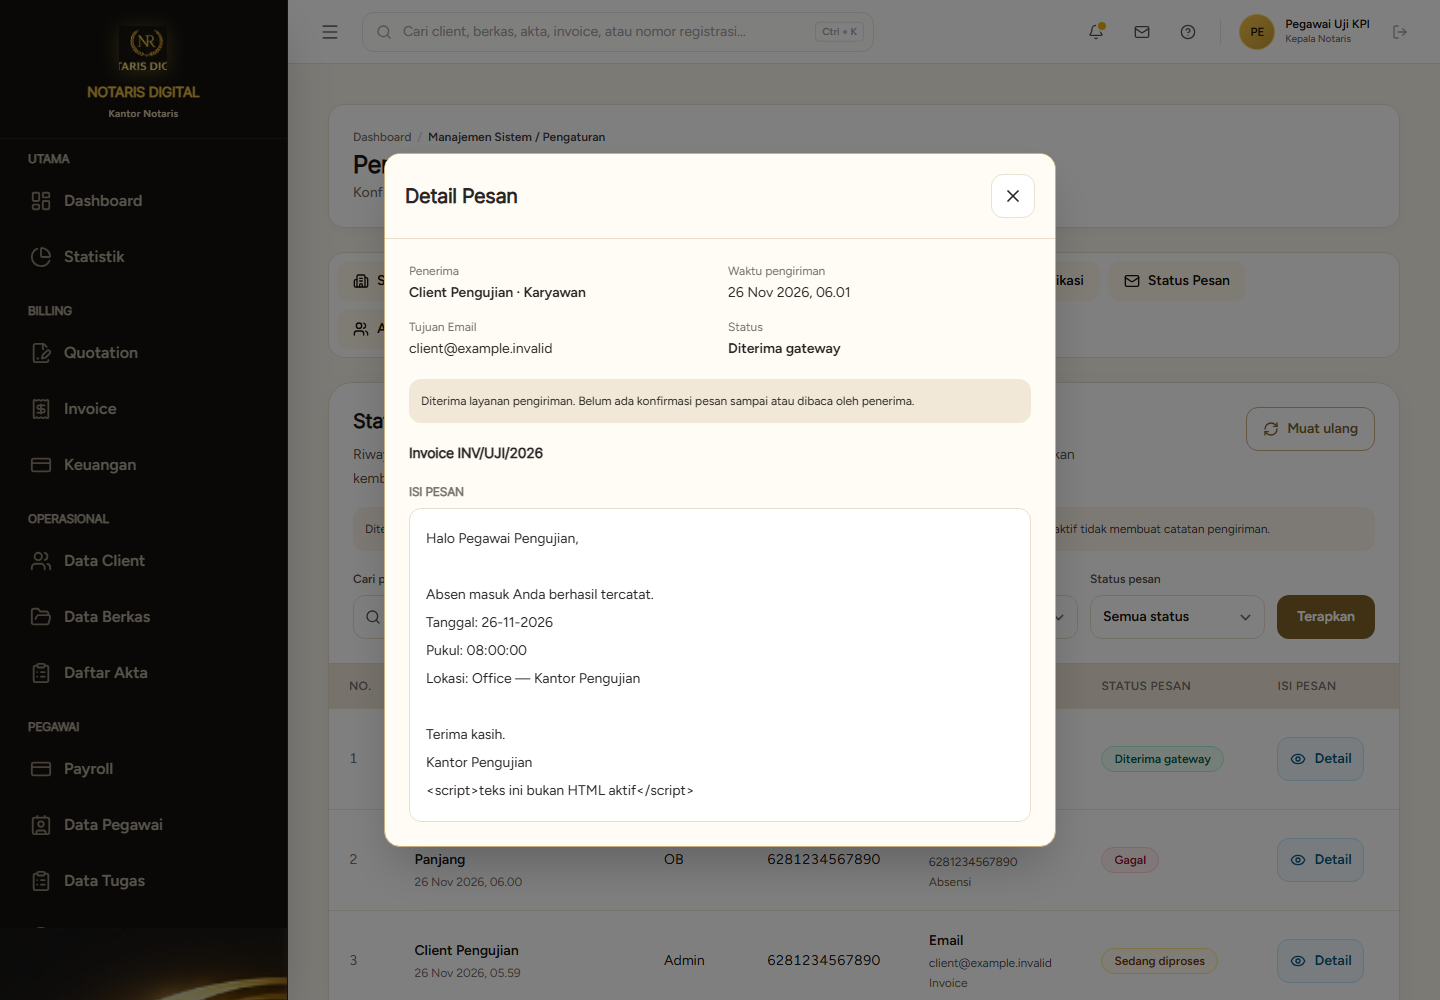 NR
TARIS DIG
NOTARIS DIGITAL
Kantor Notaris
UTAMA
Dashboard
Statistik
BILLING
Quotation
Invoice
Keuangan
OPERASIONAL
Data Client
Data Berkas
Daftar Akta
PEGAWAI
Payroll
Data Pegawai
Data Tugas
Cari client, berkas, akta, invoice, atau nomor registrasi...
Ctrl + K
PE
Pegawai Uji KPI
Kepala Notaris
Dashboard / Manajemen Sistem / Pengaturan
Status Pesan
Muat ulang
aktif tidak membuat catatan pengiriman.
Status pesan
Semua status
Terapkan
Detail Pesan
Penerima
Client Pengujian · Karyawan
Waktu pengiriman
26 Nov 2026, 06.01
Tujuan Email
client@example.invalid
Status
Diterima gateway
Diterima layanan pengiriman. Belum ada konfirmasi pesan sampai atau dibaca oleh penerima.
Invoice INV/UJI/2026
ISI PESAN
Halo Pegawai Pengujian,
Absen masuk Anda berhasil tercatat.
Tanggal: 26-11-2026
Pukul: 08:00:00
Lokasi: Office — Kantor Pengujian
Terima kasih.
Kantor Pengujian
<script>teks ini bukan HTML aktif</script>
NO.
STATUS PESAN
ISI PESAN
1
Diterima gateway
Detail
2
Panjang
26 Nov 2026, 06.00
OB
6281234567890
6281234567890
Absensi
Gagal
Detail
3
Client Pengujian
26 Nov 2026, 05.59
Admin
6281234567890
Email
client@example.invalid
Invoice
Sedang diproses
Detail